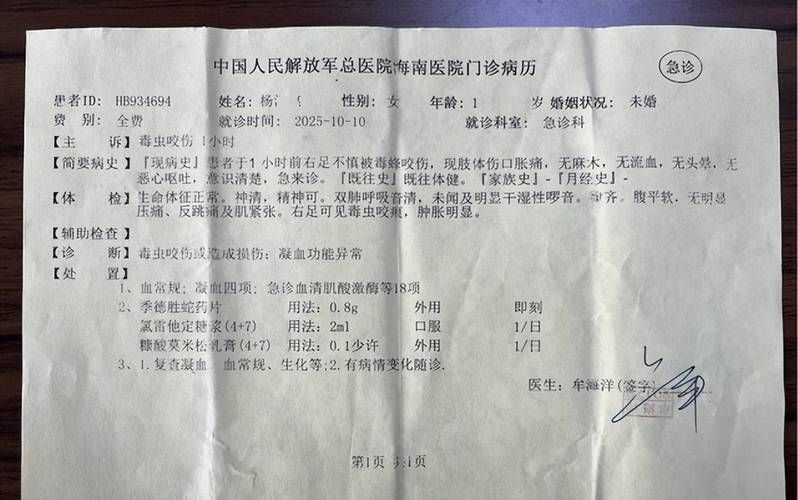 中国人民解放军总医院海南医院门诊病历
急诊
患者ID: HB934694 姓名: 杨 性别: 女 年龄: 1 岁 婚姻状况: 未婚
费 别: 全费 就诊时间: 2025-10-10 就诊科室: 急诊科
【主 诉】毒虫咬伤1小时
【简要病史】『现病史』患者于1小时前右足不慎被毒蜂咬伤，现肢体伤口胀痛，无麻木，无流血，无头晕，无
恶心呕吐，意识清楚，急来诊。『既往史』既往体健。『家族史』-『月经史』-
【体 检】生命体征正常。神清，精神可。双肺呼吸音清，未闻及明显干湿性啰音。 齐。腹平软，无明显
压痛、反跳痛及肌紧张。右足可见毒虫咬痕，肿胀明显。
【辅助检查】
【诊 断】毒虫咬伤或造成损伤；凝血功能异常
【处 置】
1、血常规；凝血四项；急诊血清肌酸激酶等18项
2、季德胜蛇药片 用法: 0.8g 外用 即刻
氯雷他定糖浆(4+7) 用法: 2ml 口服 1/日
糠酸莫米松乳膏(4+7) 用法: 0.1少许 外用 1/日
3、1.复查凝血、血常规、生化等;2.有病情变化随诊.
医生: 牟海洋(签字)
第1页 共1页